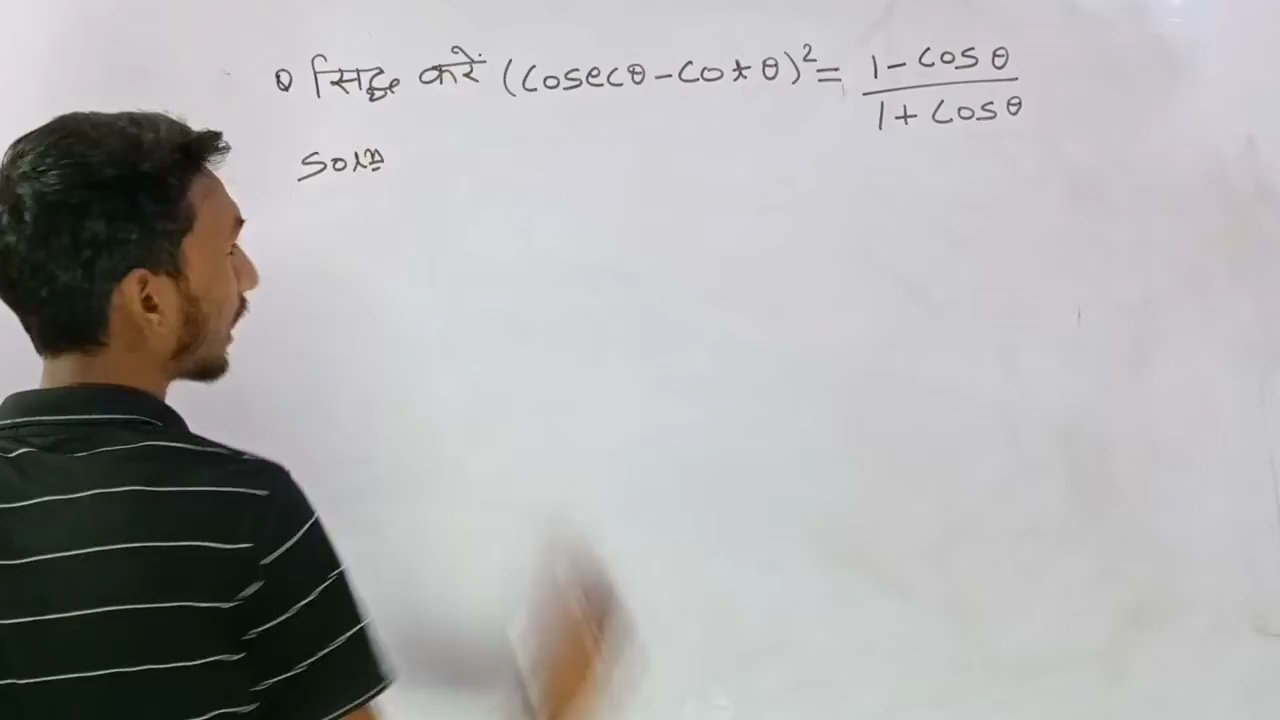 Q सिद्ध करें (cosecθ - cotθ)² = 1 - cosθ / 1 + cosθ
Solⁿ